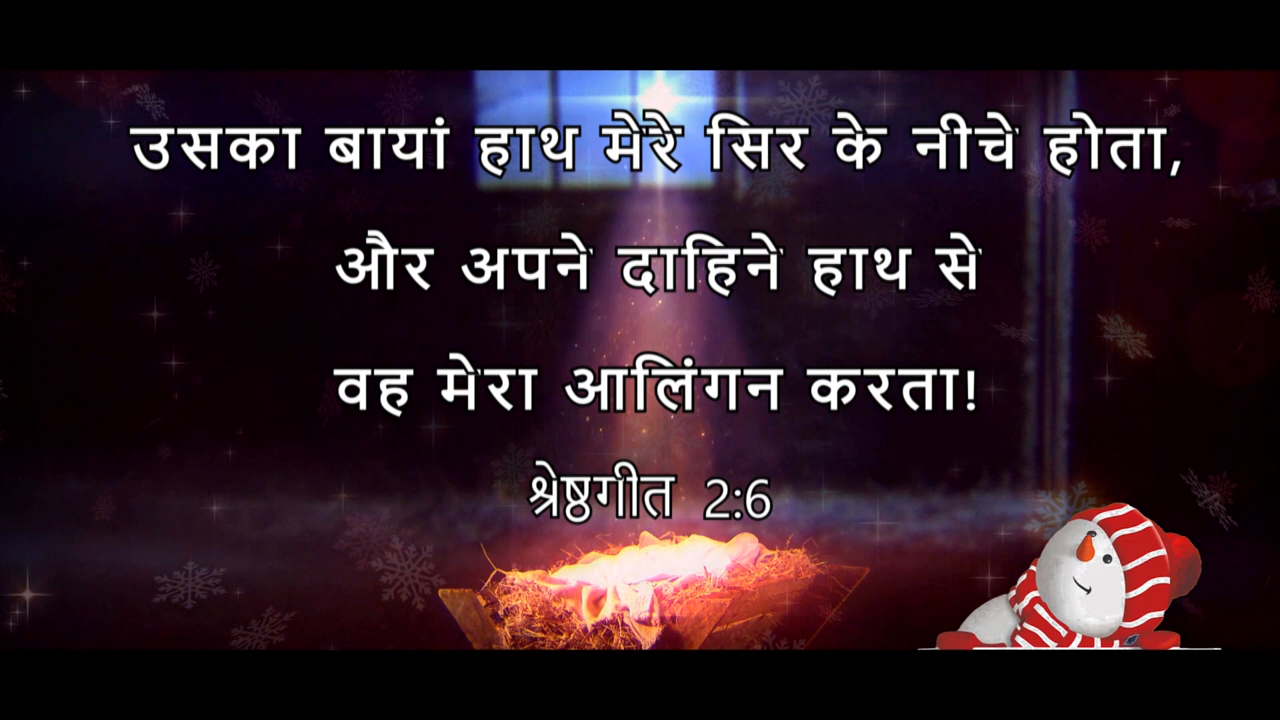 उसका बायां हाथ मेरे सिर के नीचे होता,
और अपने दाहिने हाथ से
वह मेरा आलिंगन करता!
श्रेष्ठगीत 2:6